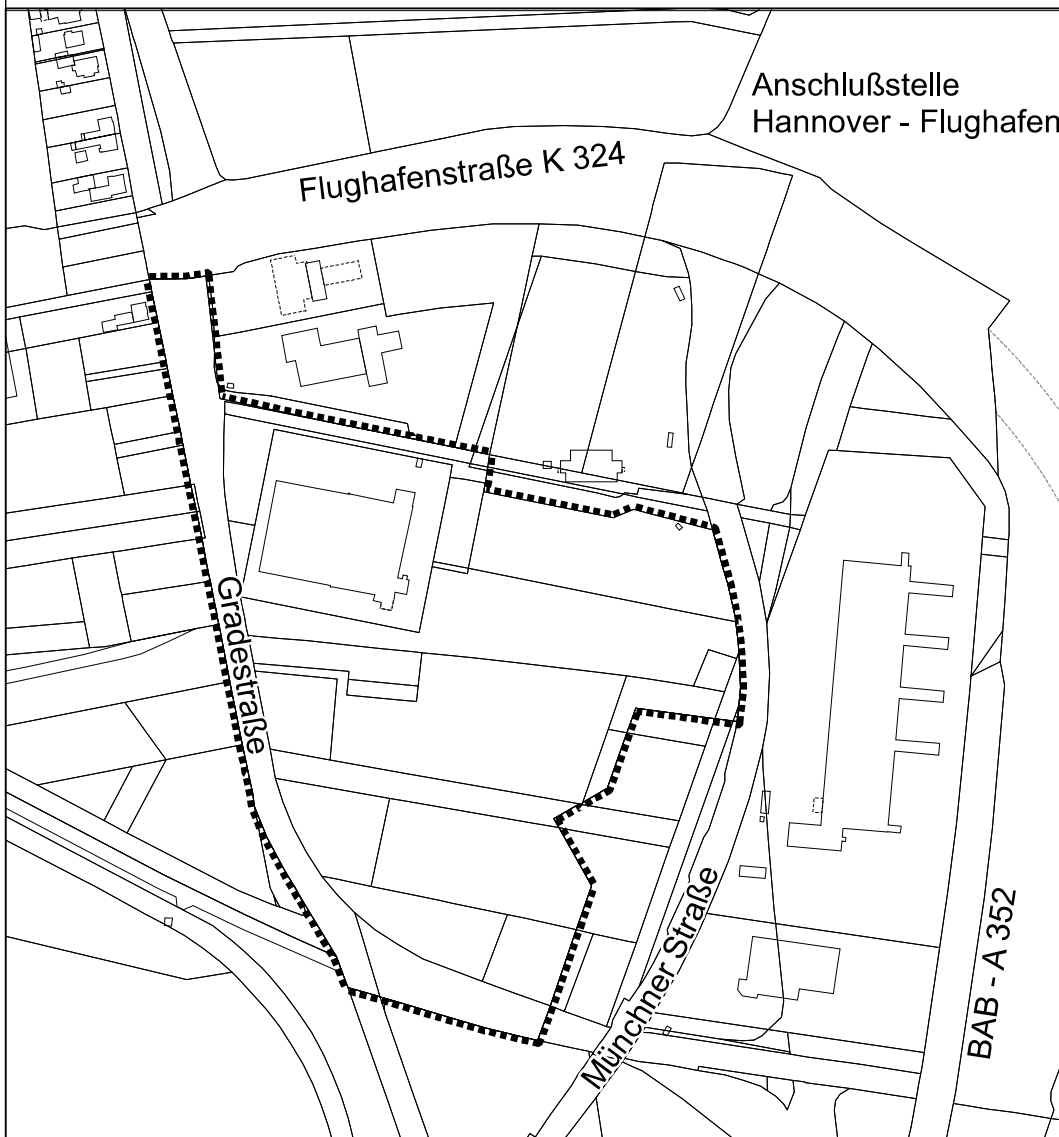 Anschlußstelle
Hannover - Flughafen
Flughafenstraße K 324
Gradestraße
Münchner Straße
BAB - A 352